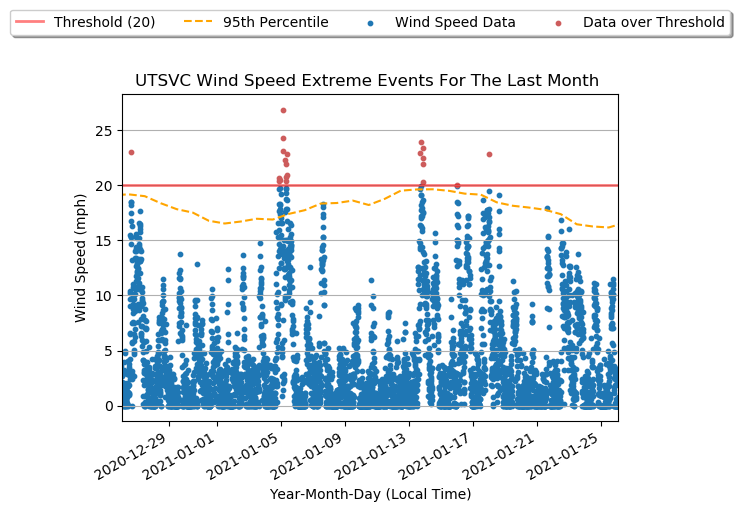 Threshold (20) 95th Percentile Wind Speed Data Data over Threshold
UTSVC Wind Speed Extreme Events For The Last Month
25
20
15
10
5
0
Wind Speed (mph)
2020-12-29 2021-01-01 2021-01-05 2021-01-09 2021-01-13 2021-01-17 2021-01-21 2021-01-25
Year-Month-Day (Local Time)